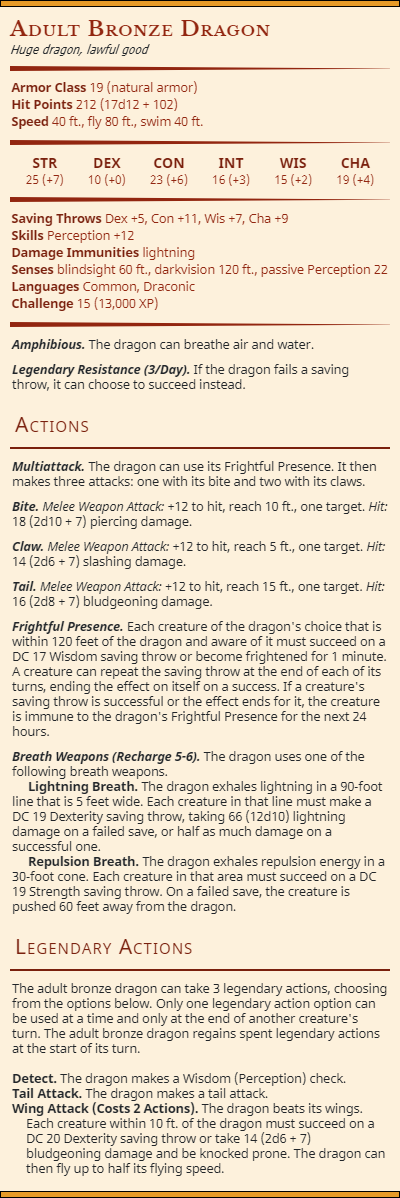 Adult Bronze Dragon
Huge dragon, lawful good
Armor Class 19 (natural armor)
Hit Points 212 (17d12 + 102)
Speed 40 ft., fly 80 ft., swim 40 ft.
STR DEX CON INT WIS CHA
25 (+7) 10 (+0) 23 (+6) 16 (+3) 15 (+2) 19 (+4)
Saving Throws Dex +5, Con +11, Wis +7, Cha +9
Skills Perception +12
Damage Immunities lightning
Senses blindsight 60 ft., darkvision 120 ft., passive Perception 22
Languages Common, Draconic
Challenge 15 (13,000 XP)
Amphibious. The dragon can breathe air and water.
Legendary Resistance (3/Day). If the dragon fails a saving
throw, it can choose to succeed instead.
Actions
Multiattack. The dragon can use its Frightful Presence. It then
makes three attacks: one with its bite and two with its claws.
Bite. Melee Weapon Attack: +12 to hit, reach 10 ft., one target. Hit:
18 (2d10 + 7) piercing damage.
Claw. Melee Weapon Attack: +12 to hit, reach 5 ft., one target. Hit:
14 (2d6 + 7) slashing damage.
Tail. Melee Weapon Attack: +12 to hit, reach 15 ft., one target. Hit:
16 (2d8 + 7) bludgeoning damage.
Frightful Presence. Each creature of the dragon's choice that is
within 120 feet of the dragon and aware of it must succeed on a
DC 17 Wisdom saving throw or become frightened for 1 minute.
A creature can repeat the saving throw at the end of each of its
turns, ending the effect on itself on a success. If a creature's
saving throw is successful or the effect ends for it, the creature
is immune to the dragon's Frightful Presence for the next 24
hours.
Breath Weapons (Recharge 5-6). The dragon uses one of the
following breath weapons.
Lightning Breath. The dragon exhales lightning in a 90-foot
line that is 5 feet wide. Each creature in that line must make a
DC 19 Dexterity saving throw, taking 66 (12d10) lightning
damage on a failed save, or half as much damage on a
successful one.
Repulsion Breath. The dragon exhales repulsion energy in a
30-foot cone. Each creature in that area must succeed on a DC
19 Strength saving throw. On a failed save, the creature is
pushed 60 feet away from the dragon.
Legendary Actions
The adult bronze dragon can take 3 legendary actions, choosing
from the options below. Only one legendary action option can
be used at a time and only at the end of another creature's
turn. The adult bronze dragon regains spent legendary actions
at the start of its turn.
Detect. The dragon makes a Wisdom (Perception) check.
Tail Attack. The dragon makes a tail attack.
Wing Attack (Costs 2 Actions). The dragon beats its wings.
Each creature within 10 ft. of the dragon must succeed on a
DC 20 Dexterity saving throw or take 14 (2d6 + 7)
bludgeoning damage and be knocked prone. The dragon can
then fly up to half its flying speed.